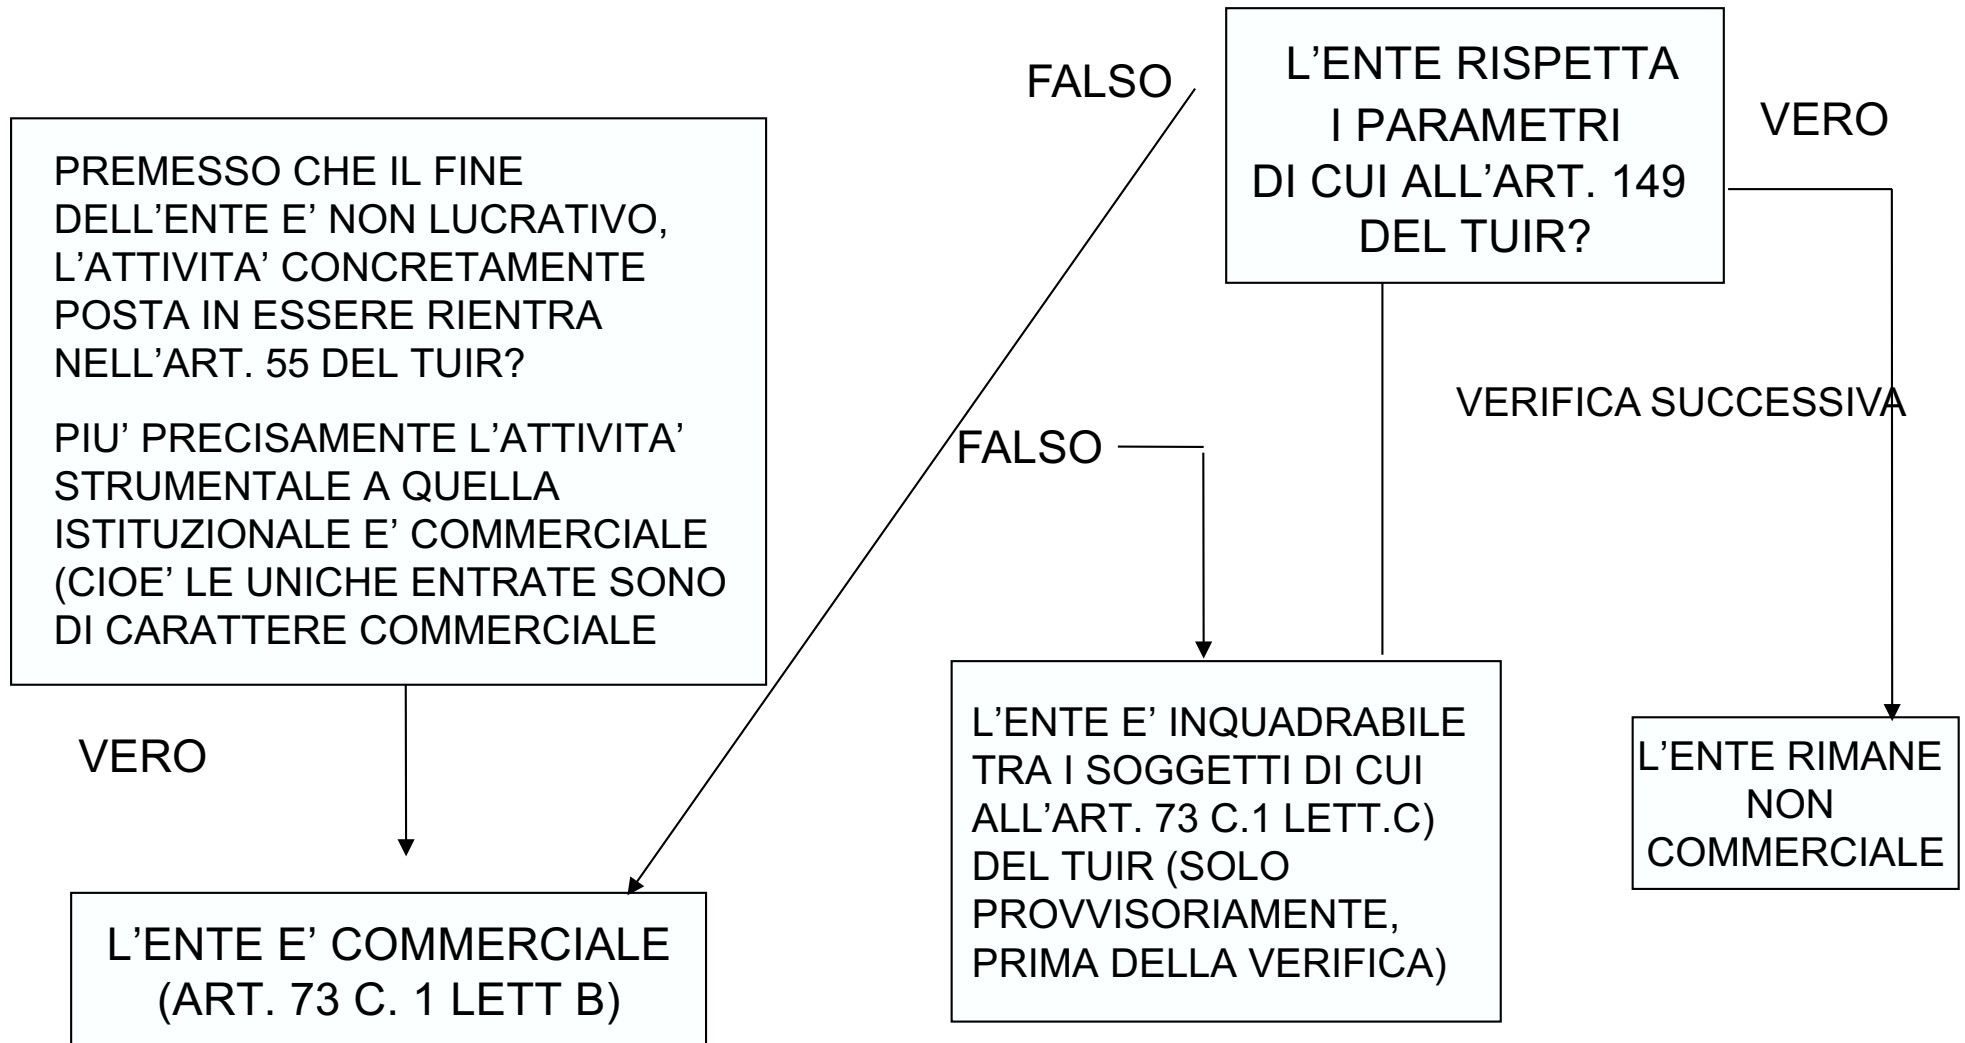 PREMESSO CHE IL FINE
DELL’ENTE E’ NON LUCRATIVO,
L’ATTIVITA’ CONCRETAMENTE
POSTA IN ESSERE RIENTRA
NELL’ART. 55 DEL TUIR?
PIU’ PRECISAMENTE L’ATTIVITA’
STRUMENTALE A QUELLA
ISTITUZIONALE E’ COMMERCIALE
(CIOE’ LE UNICHE ENTRATE SONO
DI CARATTERE COMMERCIALE
VERO
L’ENTE E’ COMMERCIALE
(ART. 73 C. 1 LETT B)
FALSO
L’ENTE RISPETTA
I PARAMETRI
DI CUI ALL’ART. 149
DEL TUIR?
VERO
VERIFICA SUCCESSIVA
FALSO
L’ENTE E’ INQUADRABILE
TRA I SOGGETTI DI CUI
ALL’ART. 73 C.1 LETT.C)
DEL TUIR (SOLO
PROVVISORIAMENTE,
PRIMA DELLA VERIFICA)
L’ENTE RIMANE
NON
COMMERCIALE